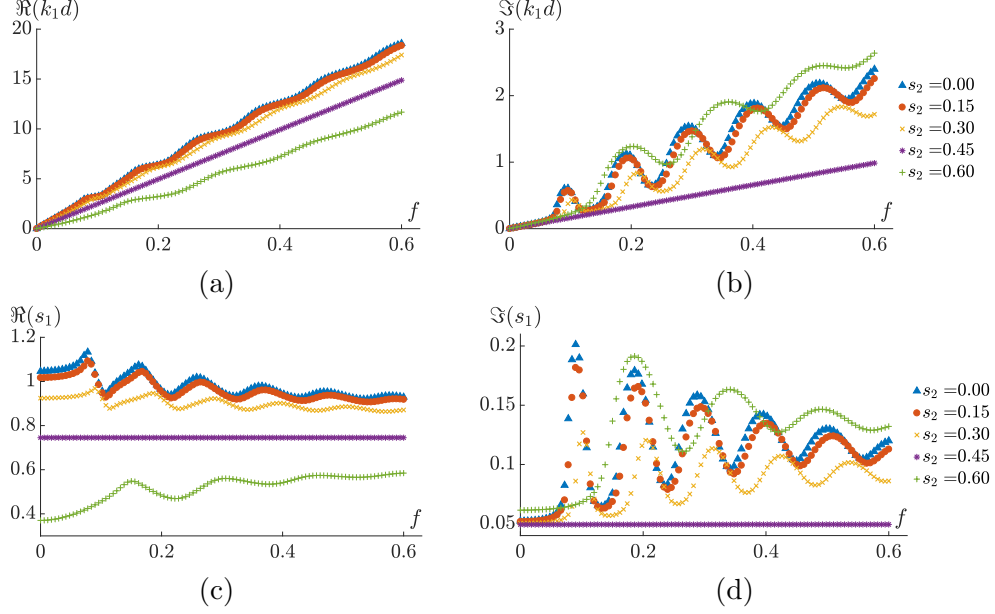 ℜ(k₁d)
20
15
10
5
0
0
0.2
0.4
0.6
f
(a)
ℑ(k₁d)
3
2
1
0
0
0.2
0.4
0.6
f
(b)
s₂ =0.00
s₂ =0.15
s₂ =0.30
s₂ =0.45
s₂ =0.60
ℜ(s₁)
1.2
1
0.8
0.6
0.4
0
0.2
0.4
0.6
f
(c)
ℑ(s₁)
0.2
0.15
0.1
0.05
0
0.2
0.4
0.6
f
(d)
s₂ =0.00
s₂ =0.15
s₂ =0.30
s₂ =0.45
s₂ =0.60